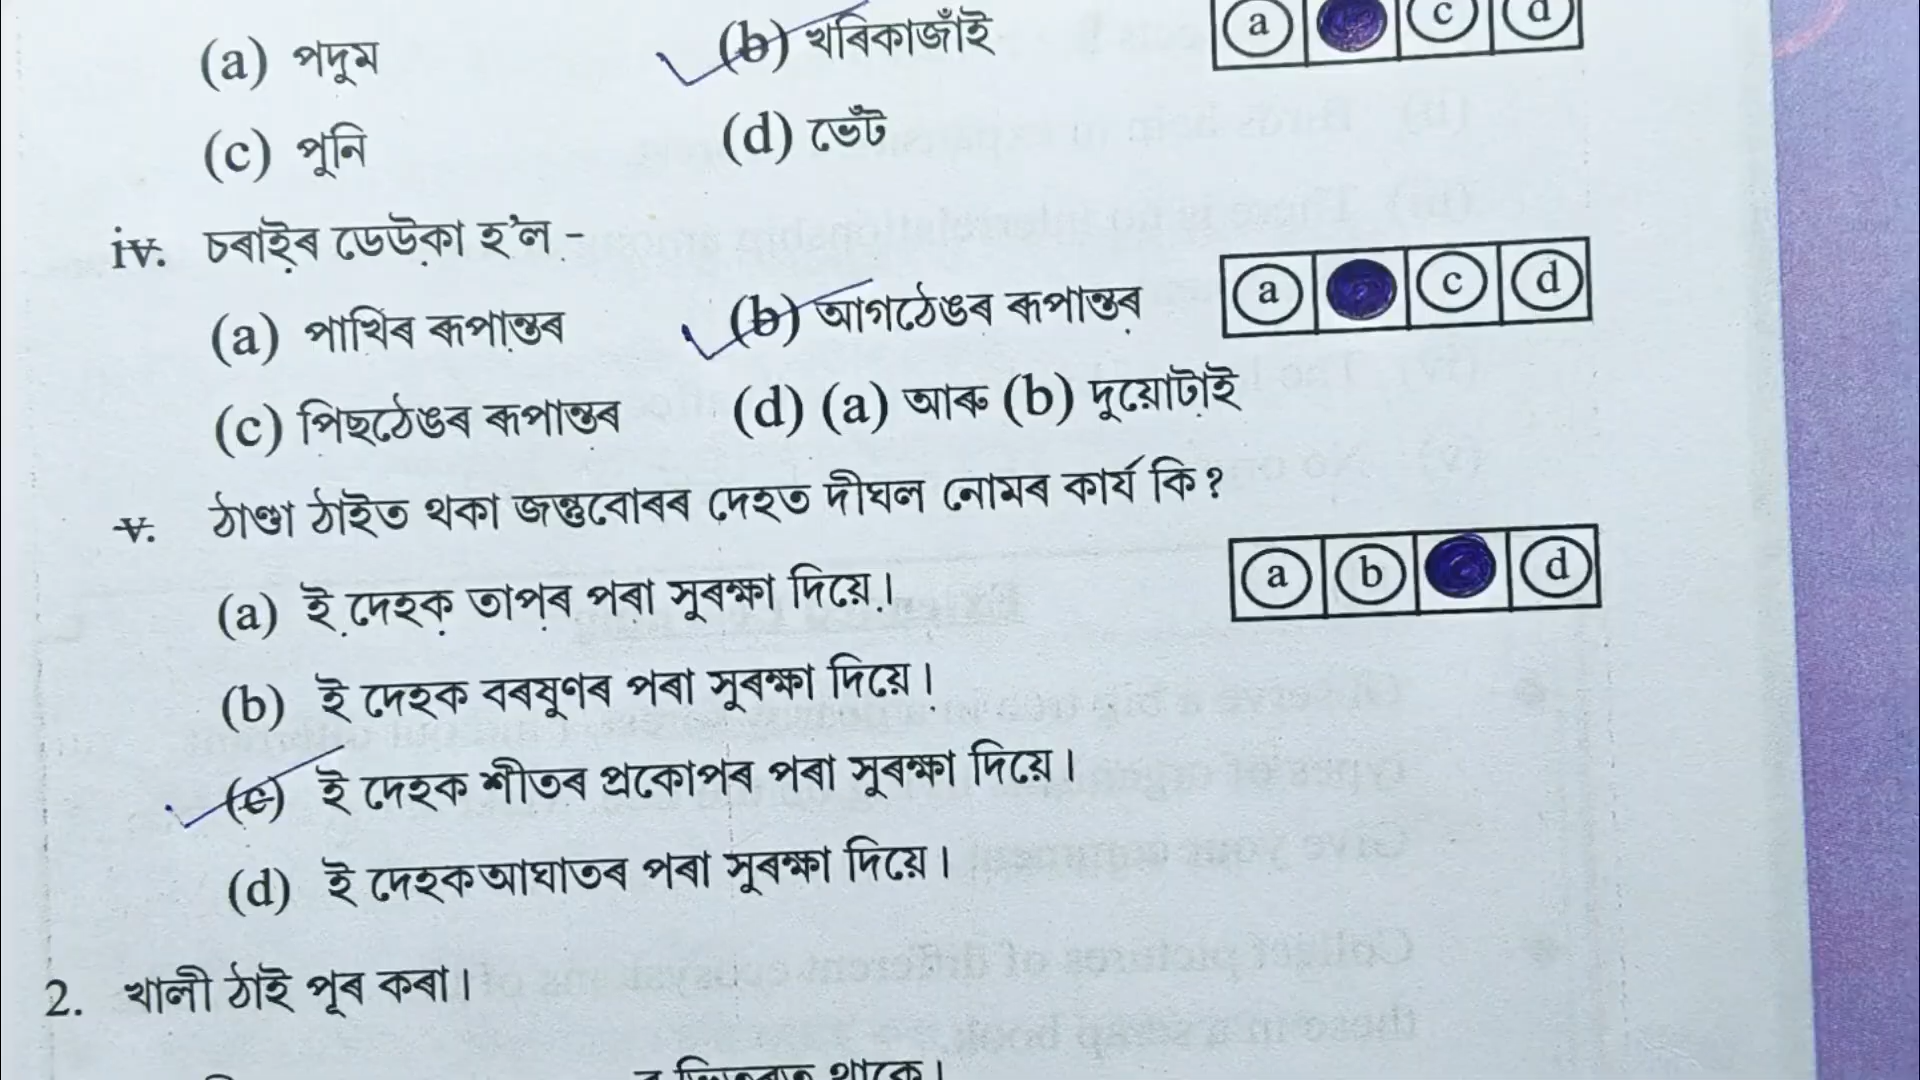 (a) পদুম (b) খৰিকাজাঁই a c d
(c) পুনি (d) ভেঁট
iv. চৰাইৰ ডেউকা হ'ল -
(a) পাখিৰ ৰূপান্তৰ (b) আগঠেঙৰ ৰূপান্তৰ a c d
(c) পিছঠেঙৰ ৰূপান্তৰ (d) (a) আৰু (b) দুয়োটাই
v. ঠাণ্ডা ঠাইত থকা জন্তুবোৰৰ দেহত দীঘল নোমৰ কাৰ্য কি?
(a) ই দেহক তাপৰ পৰা সুৰক্ষা দিয়ে। a b d
(b) ই দেহক বৰষুণৰ পৰা সুৰক্ষা দিয়ে।
(c) ই দেহক শীতৰ প্ৰকোপৰ পৰা সুৰক্ষা দিয়ে।
(d) ই দেহক আঘাতৰ পৰা সুৰক্ষা দিয়ে।
2. খালী ঠাই পূৰ কৰা।
থাকে।